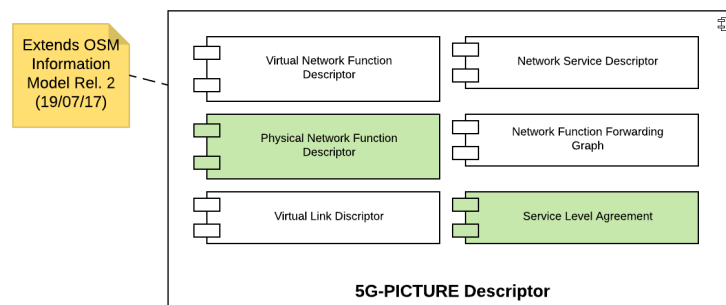 Extends OSM
Information
Model Rel. 2
(19/07/17)
Virtual Network Function
Descriptor
Network Service Descriptor
Physical Network Function
Descriptor
Network Function Forwarding
Graph
Virtual Link Discriptor
Service Level Agreement
5G-PICTURE Descriptor